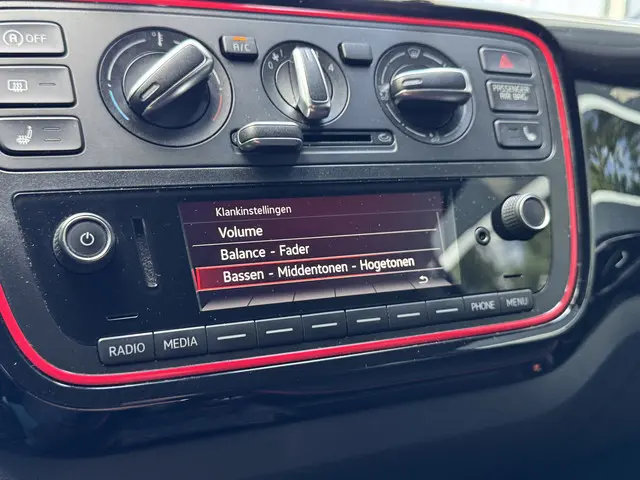 A OFF
A/C
PASSENGER
AIR BAG
Klankinstellingen
Volume
Balance - Fader
Bassen - Middentonen - Hogetonen
RADIO
MEDIA
PHONE
MENU